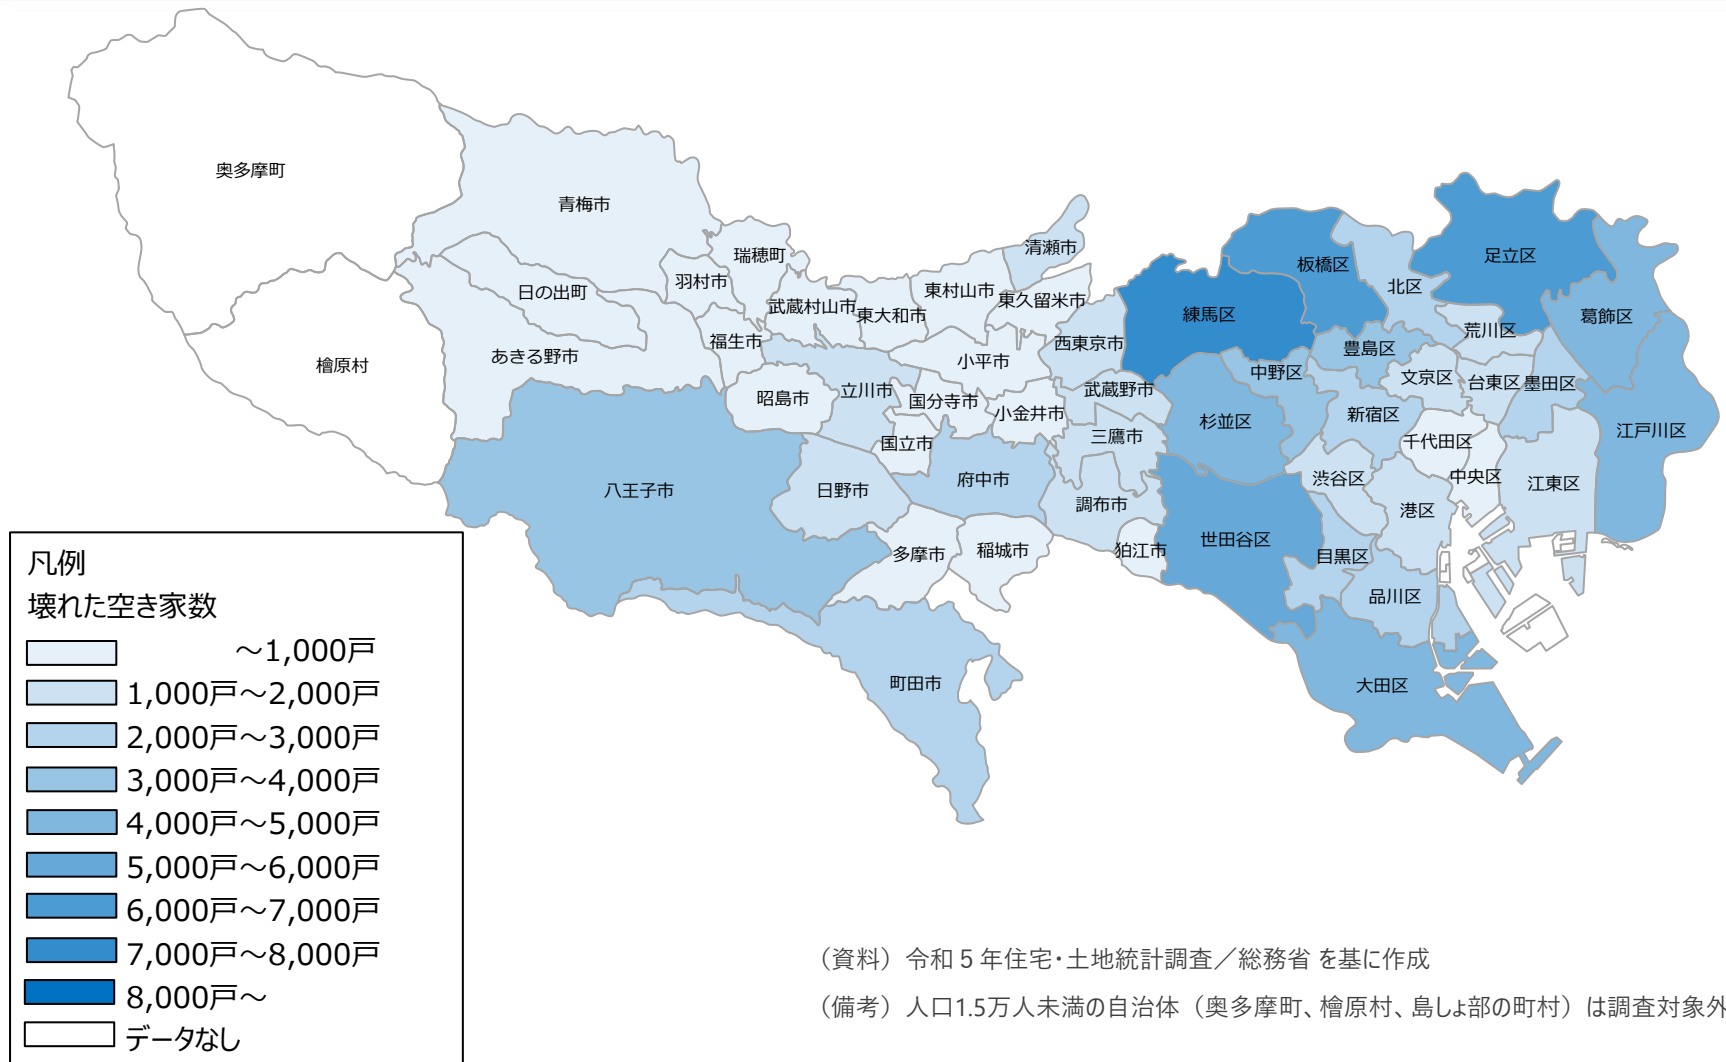 奥多摩町
青梅市
瑞穂町
清瀬市
羽村市
日の出町
武蔵村山市
東大和市
東村山市
東久留米市
檜原村
あきる野市
福生市
小平市
西東京市
昭島市
立川市
国分寺市
小金井市
武蔵野市
国立市
三鷹市
八王子市
日野市
府中市
調布市
多摩市
稲城市
狛江市
町田市
板橋区
足立区
北区
練馬区
荒川区
葛飾区
豊島区
中野区
文京区
台東区
墨田区
杉並区
新宿区
千代田区
江戸川区
渋谷区
中央区
江東区
港区
世田谷区
目黒区
品川区
大田区
凡例
壊れた空き家数
～1,000戸
1,000戸～2,000戸
2,000戸～3,000戸
3,000戸～4,000戸
4,000戸～5,000戸
5,000戸～6,000戸
6,000戸～7,000戸
7,000戸～8,000戸
8,000戸～
データなし
（資料）令和５年住宅・土地統計調査／総務省 を基に作成
（備考）人口1.5万人未満の自治体（奥多摩町、檜原村、島しょ部の町村）は調査対象外